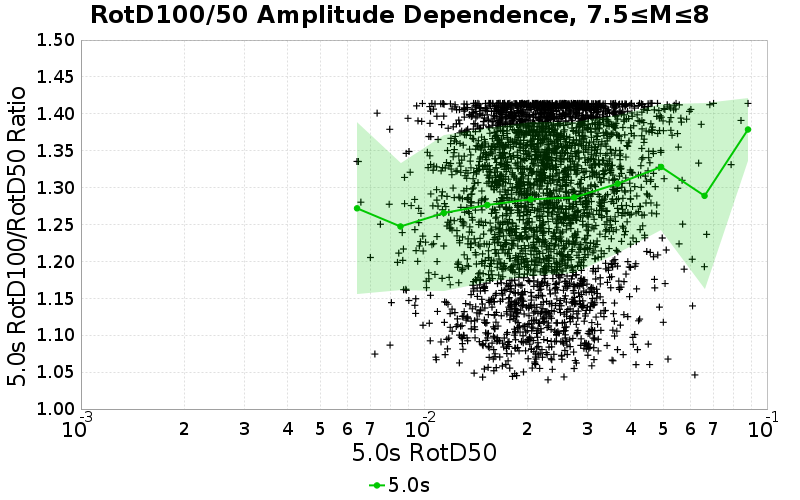 RotD100/50 Amplitude Dependence, 7.5≤M≤8
5.0s RotD100/RotD50 Ratio
1.50
1.45
1.40
1.35
1.30
1.25
1.20
1.15
1.10
1.05
1.00
10^-3 2 3 4 5 6 7 10^-2 2 3 4 5 6 7 10^-1
5.0s RotD50
5.0s